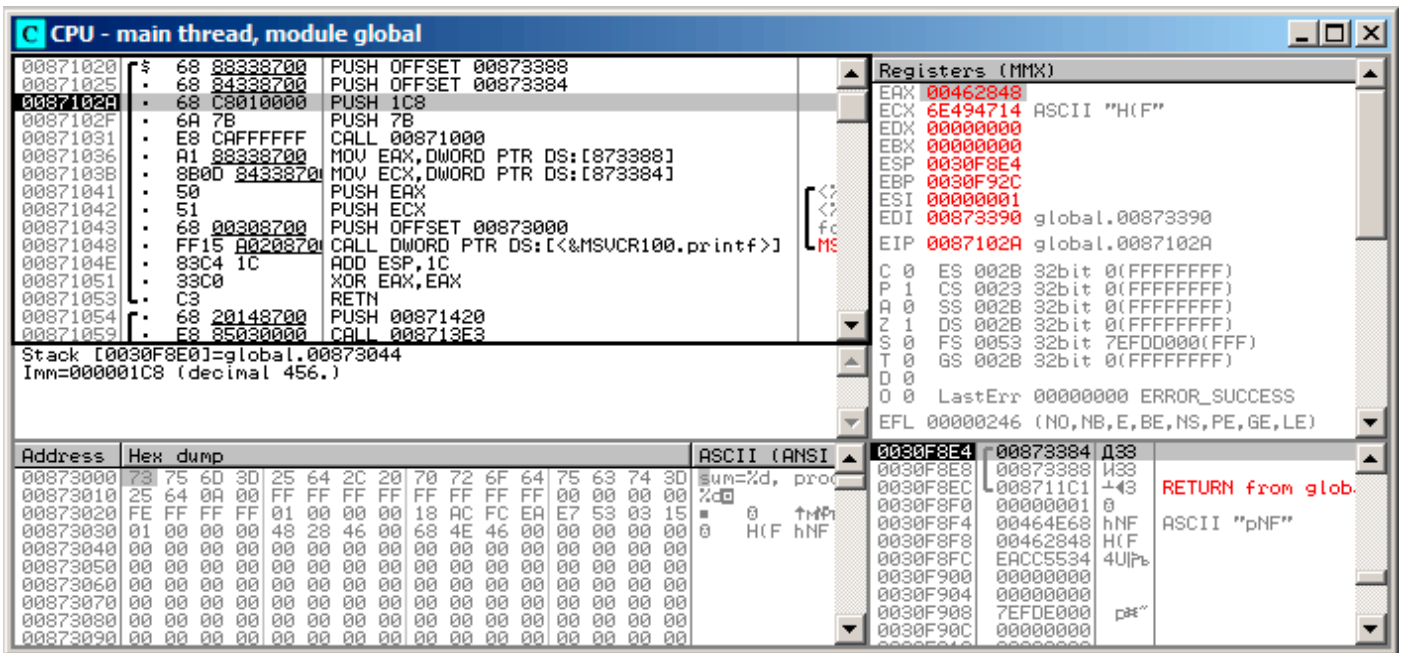 C CPU - main thread, module global
00871020 $ 68 88338700 PUSH OFFSET 00873388
00871025 · 68 84338700 PUSH OFFSET 00873384
0087102A · 68 C8010000 PUSH 1C8
0087102F · 6A 7B PUSH 7B
00871031 · E8 CAFFFFFF CALL 00871000
00871036 · A1 88338700 MOV EAX,DWORD PTR DS:[873388]
0087103B · 8B0D 8433870 MOV ECX,DWORD PTR DS:[873384]
00871041 · 50 PUSH EAX
00871042 · 51 PUSH ECX
00871043 · 68 00308700 PUSH OFFSET 00873000
00871048 · FF15 A020870 CALL DWORD PTR DS:[<&MSVCR100.printf>]
0087104E · 83C4 1C ADD ESP,1C
00871051 · 33C0 XOR EAX,EAX
00871053 · C3 RETN
00871054 · 68 20148700 PUSH 00871420
00871059 · E8 85030000 CALL 008713E3
<%
<%
fo
MS
Stack [0030F8E0]=global.00873044
Imm=000001C8 (decimal 456.)
Registers (MMX)
EAX 00462848
ECX 6E494714 ASCII "H(F"
EDX 00000000
EBX 00000000
ESP 0030F8E4
EBP 0030F92C
ESI 00000001
EDI 00873390 global.00873390
EIP 0087102A global.0087102A
C 0 ES 002B 32bit 0(FFFFFFFF)
P 1 CS 0023 32bit 0(FFFFFFFF)
A 0 SS 002B 32bit 0(FFFFFFFF)
Z 1 DS 002B 32bit 0(FFFFFFFF)
S 0 FS 0053 32bit 7EFDD000(FFF)
T 0 GS 002B 32bit 0(FFFFFFFF)
D 0
O 0 LastErr 00000000 ERROR_SUCCESS
EFL 00000246 (NO,NB,E,BE,NS,PE,GE,LE)
Address Hex dump ASCII (ANSI
00873000 73 75 6D 3D 25 64 2C 20 70 72 6F 64 75 63 74 3D sum=%d, proc
00873010 25 64 0A 00 FF FF FF FF FF FF FF FF 00 00 00 00 %d
00873020 FE FF FF FF 01 00 00 00 18 AC FC EA E7 53 03 15
00873030 01 00 00 00 48 28 46 00 68 4E 46 00 00 00 00 00 H(F hNF
00873040 00 00 00 00 00 00 00 00 00 00 00 00 00 00 00 00
00873050 00 00 00 00 00 00 00 00 00 00 00 00 00 00 00 00
00873060 00 00 00 00 00 00 00 00 00 00 00 00 00 00 00 00
00873070 00 00 00 00 00 00 00 00 00 00 00 00 00 00 00 00
00873080 00 00 00 00 00 00 00 00 00 00 00 00 00 00 00 00
00873090 00 00 00 00 00 00 00 00 00 00 00 00 00 00 00 00
0030F8E4 00873384 Д33
0030F8E8 00873388 И33
0030F8EC 008711C1 RETURN from glob
0030F8F0 00000001
0030F8F4 00464E68 hNF ASCII "pNF"
0030F8F8 00462848 H(F
0030F8FC EACC5534
0030F900 00000000
0030F904 00000000
0030F908 7EFDE000
0030F90C 00000000